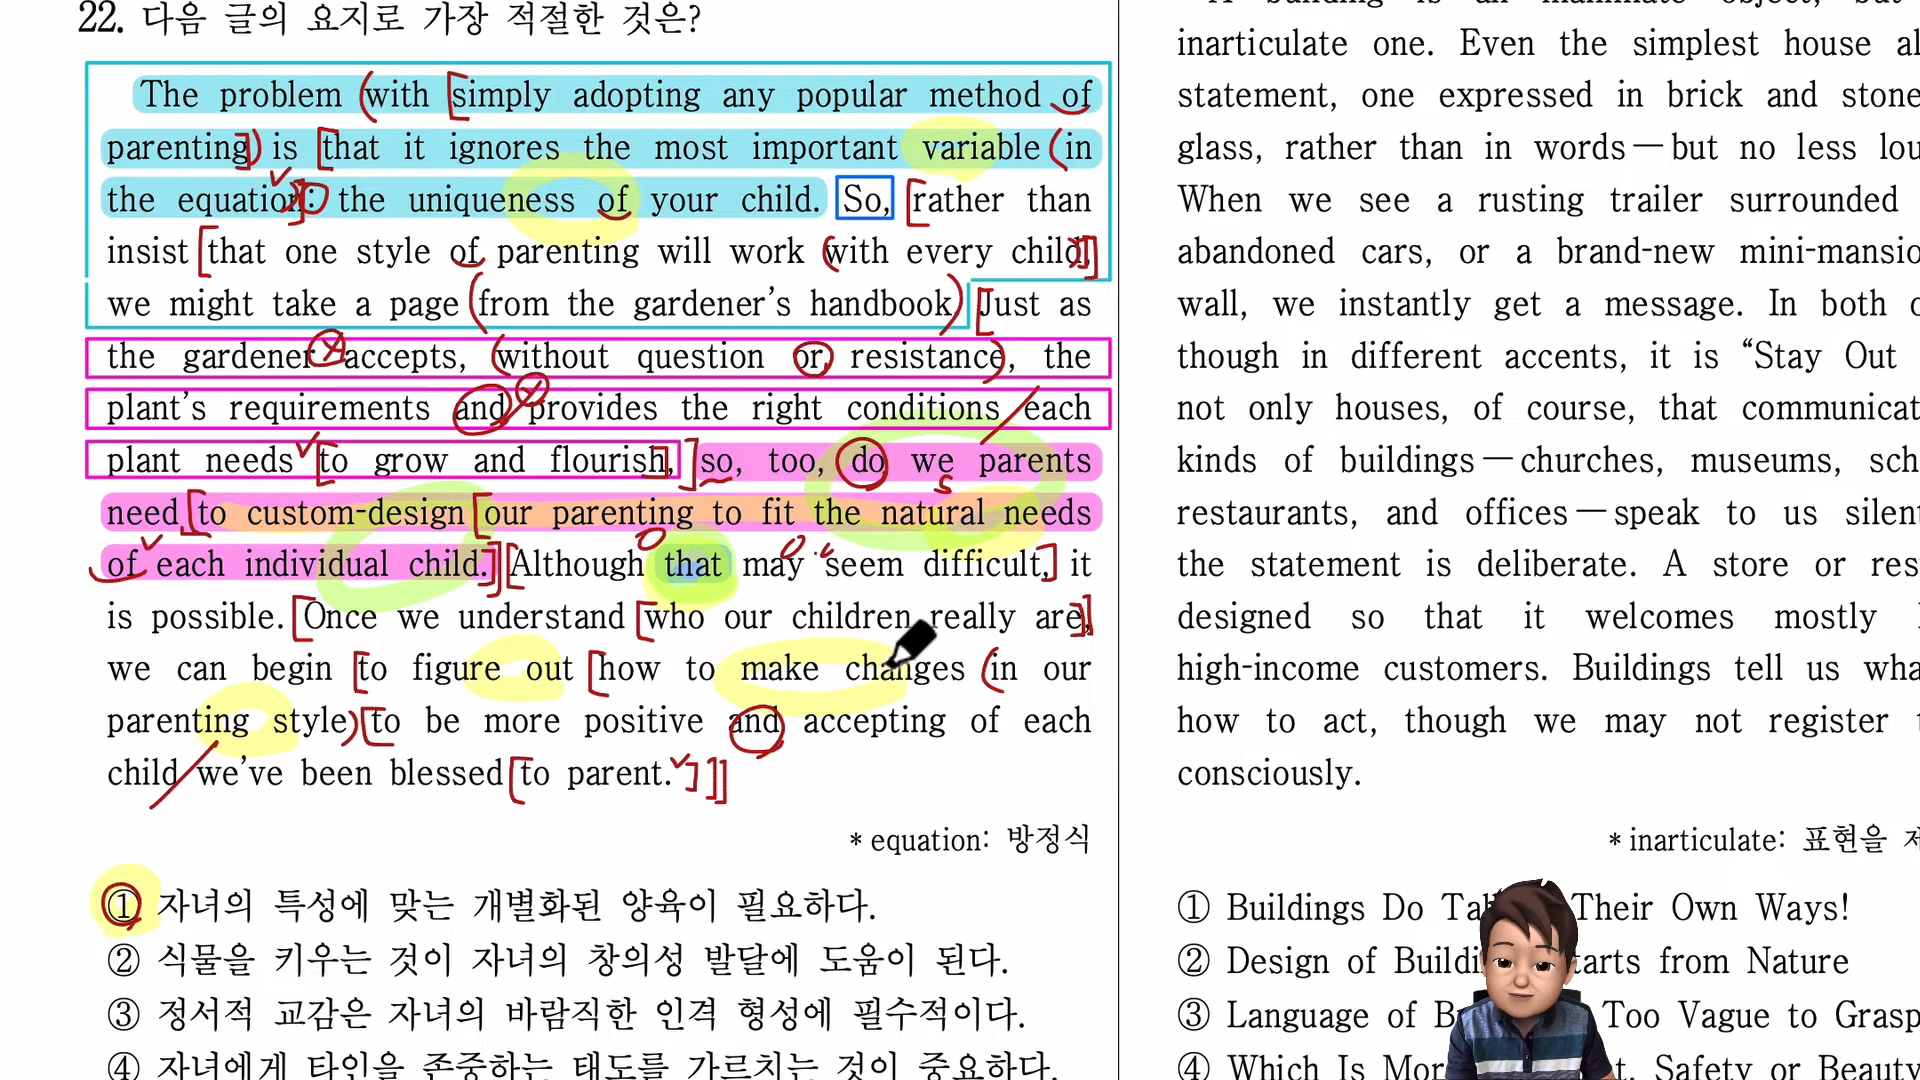 22. 다음 글의 요지로 가장 적절한 것은?
The problem with simply adopting any popular method of
parenting is that it ignores the most important variable in
the equation: the uniqueness of your child. So, rather than
insist that one style of parenting will work with every child,
we might take a page from the gardener's handbook. Just as
the gardener accepts, without question or resistance, the
plant's requirements and provides the right conditions each
plant needs to grow and flourish, so, too, do we parents
need to custom-design our parenting to fit the natural needs
of each individual child. Although that may seem difficult, it
is possible. Once we understand who our children really are,
we can begin to figure out how to make changes in our
parenting style to be more positive and accepting of each
child we've been blessed to parent.
* equation: 방정식
① 자녀의 특성에 맞는 개별화된 양육이 필요하다.
② 식물을 키우는 것이 자녀의 창의성 발달에 도움이 된다.
③ 정서적 교감은 자녀의 바람직한 인격 형성에 필수적이다.
④ 자녀에게 타인을 존중하는 태도를 가르치는 것이 중요하다.
inarticulate one. Even the simplest house
statement, one expressed in brick and stone
glass, rather than in words — but no less
When we see a rusting trailer surrounded
abandoned cars, or a brand-new
wall, we instantly get a message. In both
though in different accents, it is “Stay Out
not only houses, of course, that
kinds of buildings — churches, museums,
restaurants, and offices — speak to us
the statement is deliberate. A store or
designed so that it welcomes mostly
high-income customers. Buildings tell us
how to act, though we may not register
consciously.
* inarticulate: 표현을
① Buildings Do Their Own Ways!
② Design of from Nature
③ Language of Too Vague to Grasp
④ Which Is Safety or Beauty